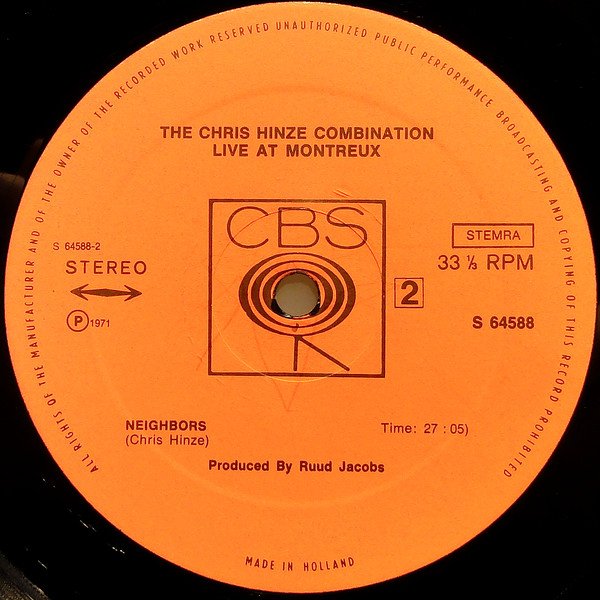 ALL RIGHTS OF THE MANUFACTURER AND OF THE OWNER OF THE RECORDED WORK RESERVED UNAUTHORIZED PUBLIC PERFORMANCE BROADCASTING AND COPYING OF THIS RECORD PROHIBITED
THE CHRIS HINZE COMBINATION
LIVE AT MONTREUX
CBS
S 64588-2
STEREO
Ⓟ 1971
STEMRA
33 ⅓ RPM
2
S 64588
NEIGHBORS
(Chris Hinze)
Time: 27 : 05)
Produced By Ruud Jacobs
MADE IN HOLLAND